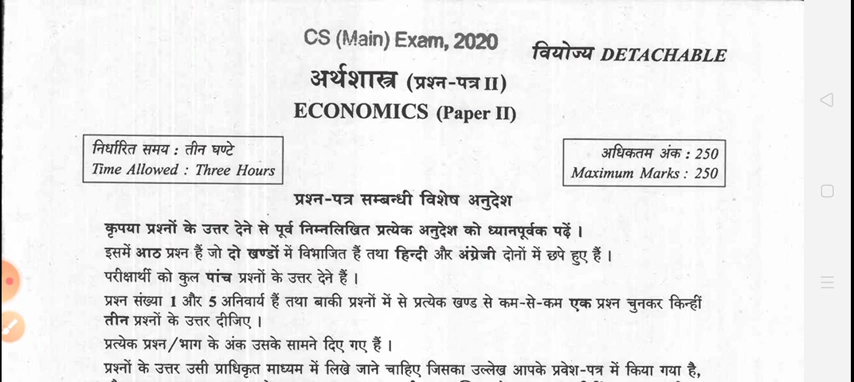 CS (Main) Exam, 2020
वियोज्य DETACHABLE
अर्थशास्त्र (प्रश्न-पत्र II)
ECONOMICS (Paper II)
निर्धारित समय : तीन घण्टे
Time Allowed : Three Hours
अधिकतम अंक : 250
Maximum Marks : 250
प्रश्न-पत्र सम्बन्धी विशेष अनुदेश
कृपया प्रश्नों के उत्तर देने से पूर्व निम्नलिखित प्रत्येक अनुदेश को ध्यानपूर्वक पढ़ें ।
इसमें आठ प्रश्न हैं जो दो खण्डों में विभाजित हैं तथा हिन्दी और अंग्रेजी दोनों में छपे हुए हैं ।
परीक्षार्थी को कुल पांच प्रश्नों के उत्तर देने हैं ।
प्रश्न संख्या 1 और 5 अनिवार्य हैं तथा बाकी प्रश्नों में से प्रत्येक खण्ड से कम-से-कम एक प्रश्न चुनकर किन्हीं
तीन प्रश्नों के उत्तर दीजिए ।
प्रत्येक प्रश्न/भाग के अंक उसके सामने दिए गए हैं ।
प्रश्नों के उत्तर उसी प्राधिकृत माध्यम में लिखे जाने चाहिए जिसका उल्लेख आपके प्रवेश-पत्र में किया गया है,